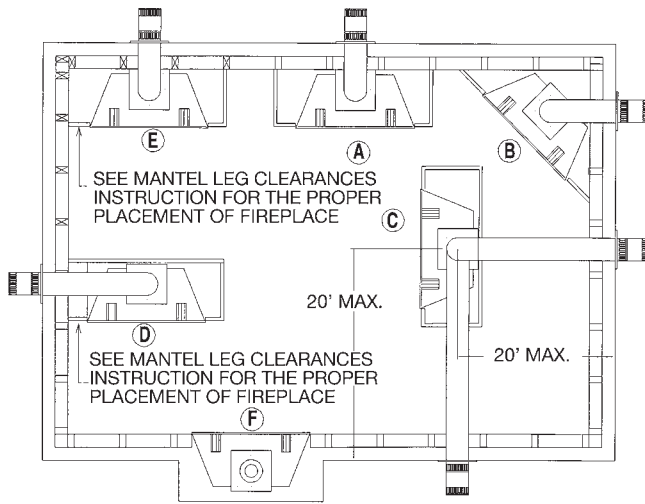 E
A
B
SEE MANTEL LEG CLEARANCES
INSTRUCTION FOR THE PROPER
PLACEMENT OF FIREPLACE
C
20' MAX.
20' MAX.
D
SEE MANTEL LEG CLEARANCES
INSTRUCTION FOR THE PROPER
PLACEMENT OF FIREPLACE
F